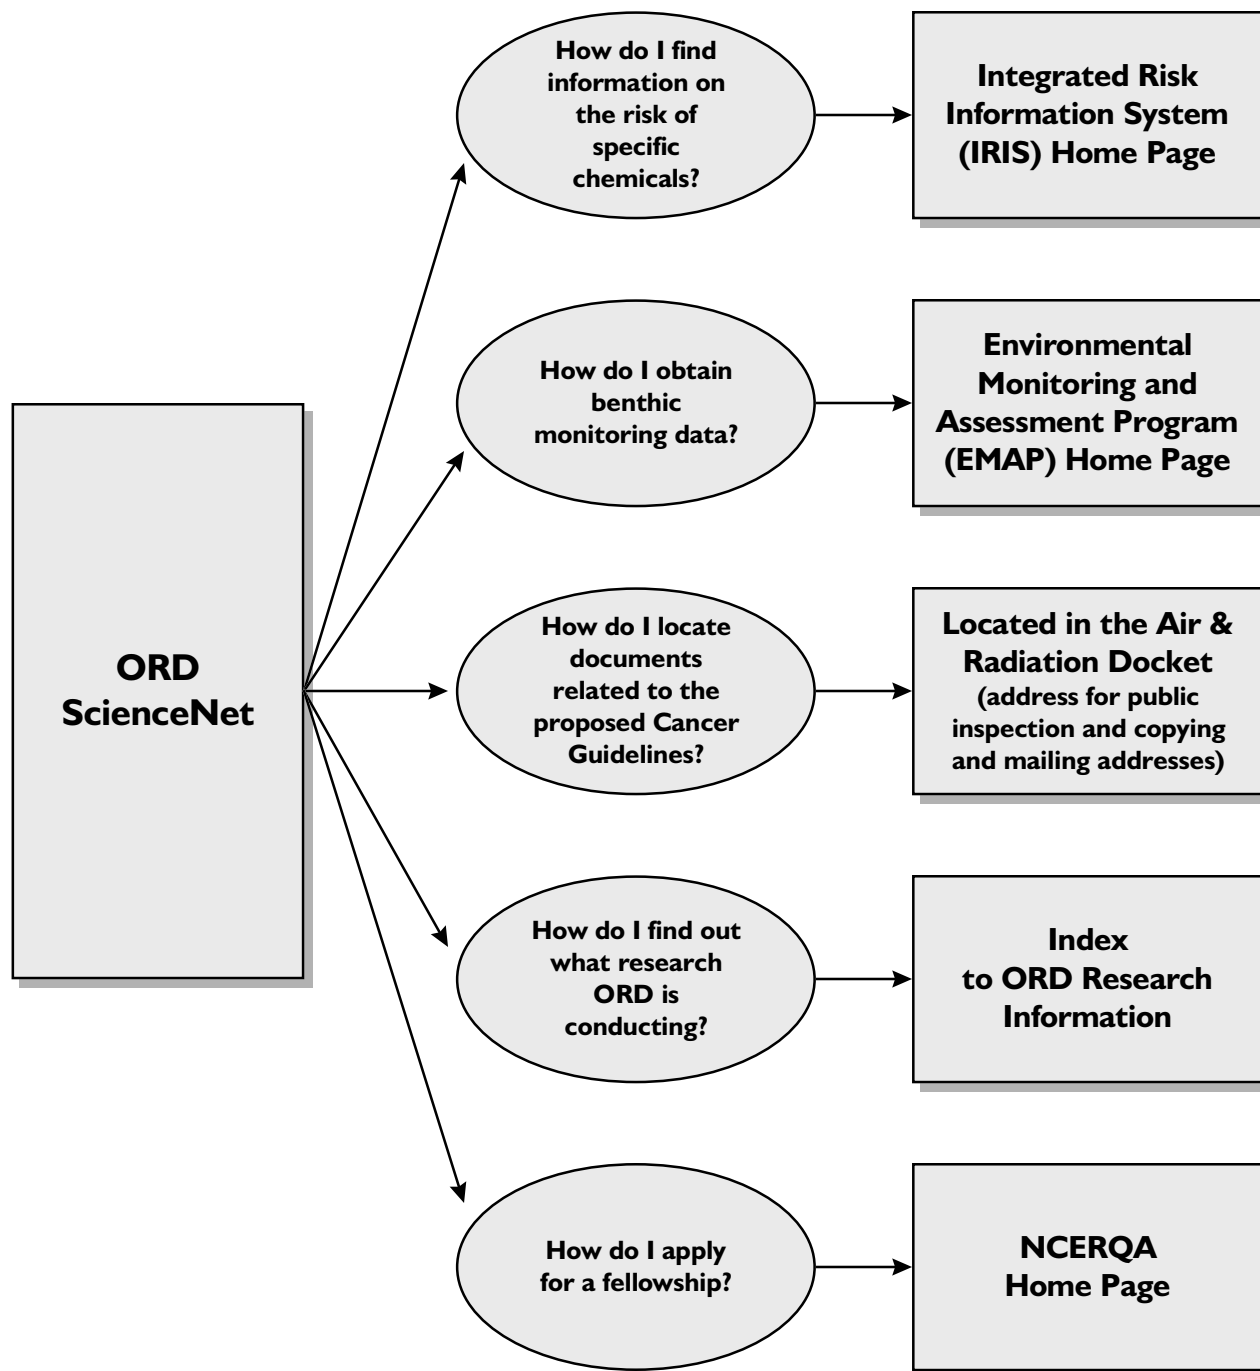 ORD
ScienceNet
How do I find
information on
the risk of
specific
chemicals?
Integrated Risk
Information System
(IRIS) Home Page
How do I obtain
benthic
monitoring data?
Environmental
Monitoring and
Assessment Program
(EMAP) Home Page
How do I locate
documents
related to the
proposed Cancer
Guidelines?
Located in the Air &
Radiation Docket
(address for public
inspection and copying
and mailing addresses)
How do I find out
what research
ORD is
conducting?
Index
to ORD Research
Information
How do I apply
for a fellowship?
NCERQA
Home Page